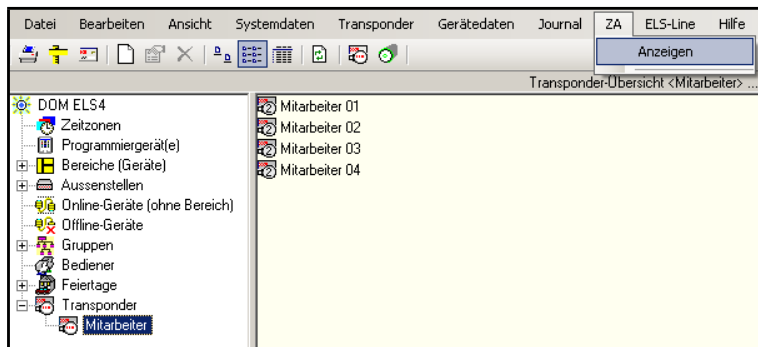 Datei Bearbeiten Ansicht Systemdaten Transponder Gerätedaten Journal ZA ELS-Line Hilfe
Anzeigen
Transponder-Übersicht <Mitarbeiter> ...
DOM ELS4
Zeitzonen
Programmiergerät(e)
Bereiche (Geräte)
Aussenstellen
Online-Geräte (ohne Bereich)
Offline-Geräte
Gruppen
Bediener
Feiertage
Transponder
Mitarbeiter
Mitarbeiter 01
Mitarbeiter 02
Mitarbeiter 03
Mitarbeiter 04